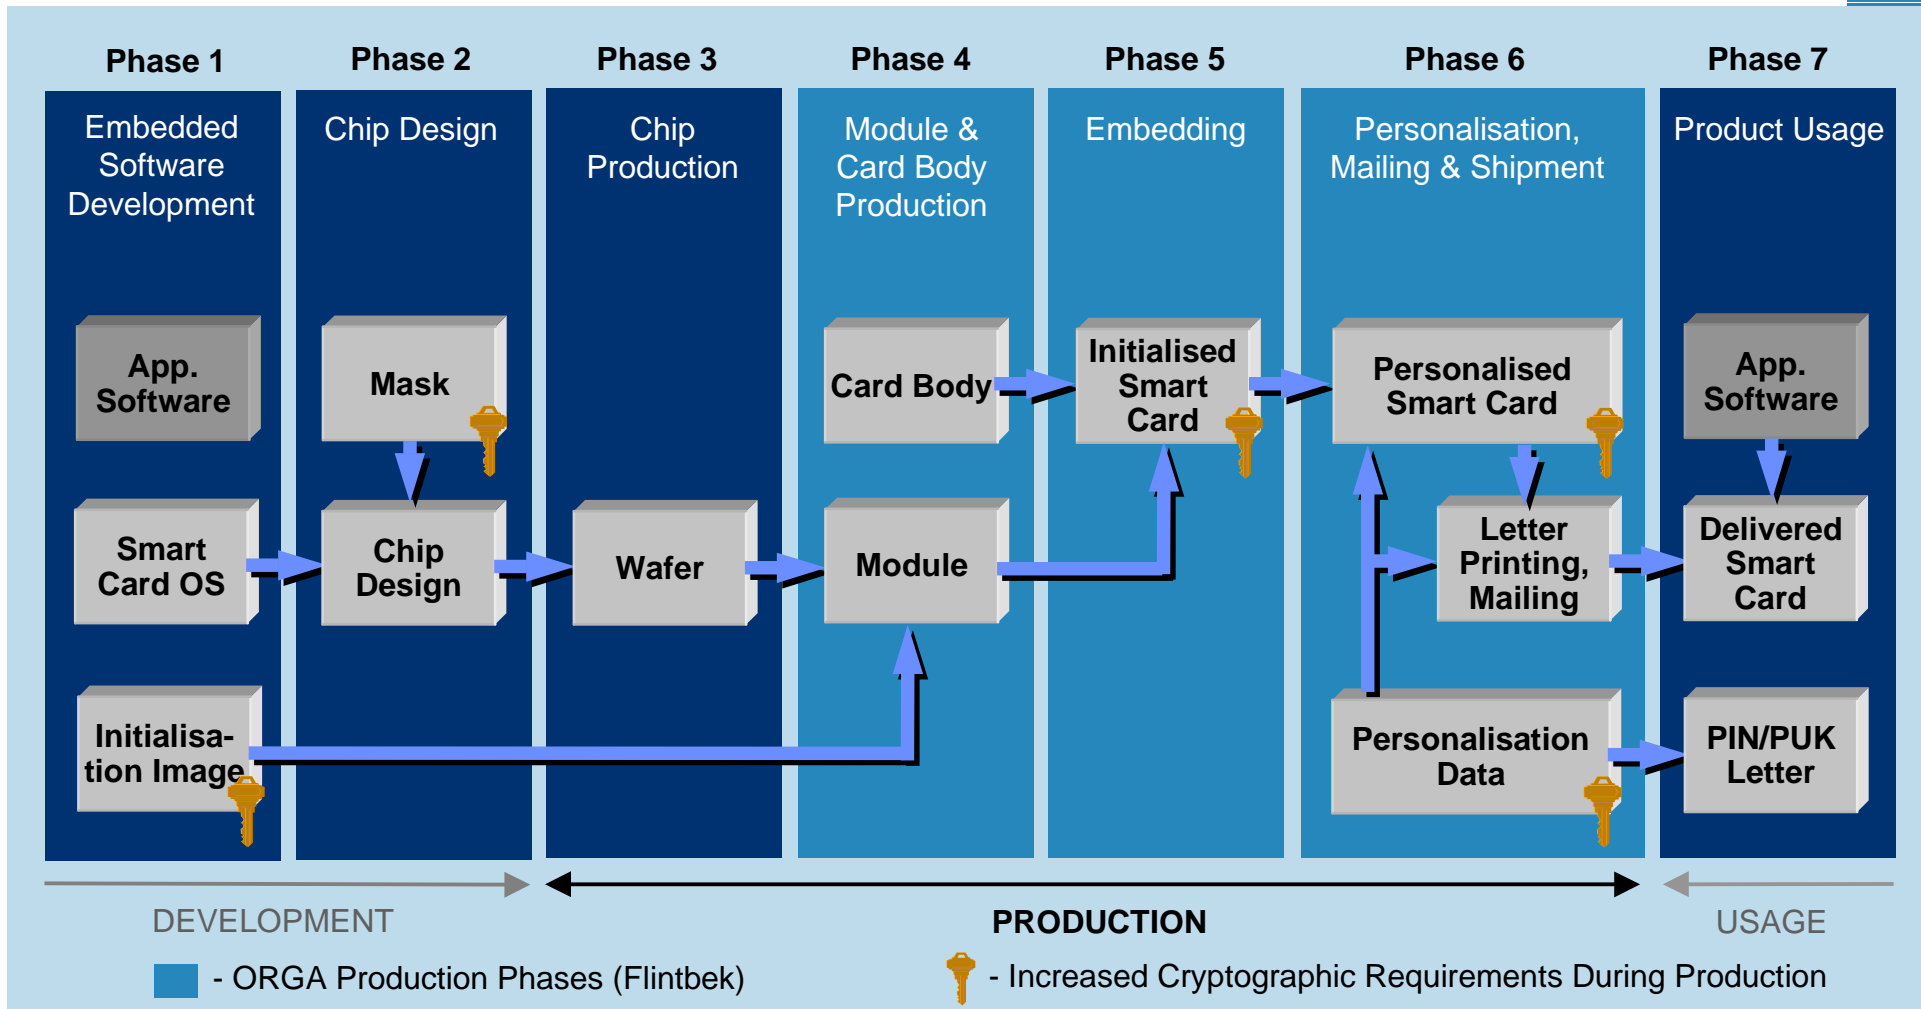 Phase 1
Phase 2
Phase 3
Phase 4
Phase 5
Phase 6
Phase 7
Embedded
Software
Development
Chip Design
Chip
Production
Module &
Card Body
Production
Embedding
Personalisation,
Mailing & Shipment
Product Usage
App.
Software
Mask
Card Body
Initialised
Smart
Card
Personalised
Smart Card
App.
Software
Smart
Card OS
Chip
Design
Wafer
Module
Letter
Printing,
Mailing
Delivered
Smart
Card
Initialisa-
tion Image
Personalisation
Data
PIN/PUK
Letter
DEVELOPMENT
PRODUCTION
USAGE
- ORGA Production Phases (Flintbek)
- Increased Cryptographic Requirements During Production